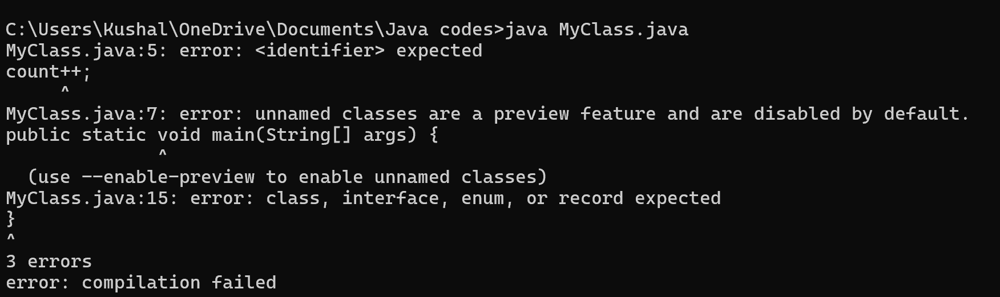 C:\Users\Kushal\OneDrive\Documents\Java codes>java MyClass.java
MyClass.java:5: error: <identifier> expected
count++;
     ^
MyClass.java:7: error: unnamed classes are a preview feature and are disabled by default.
public static void main(String[] args) {
              ^
  (use --enable-preview to enable unnamed classes)
MyClass.java:15: error: class, interface, enum, or record expected
}
^
3 errors
error: compilation failed